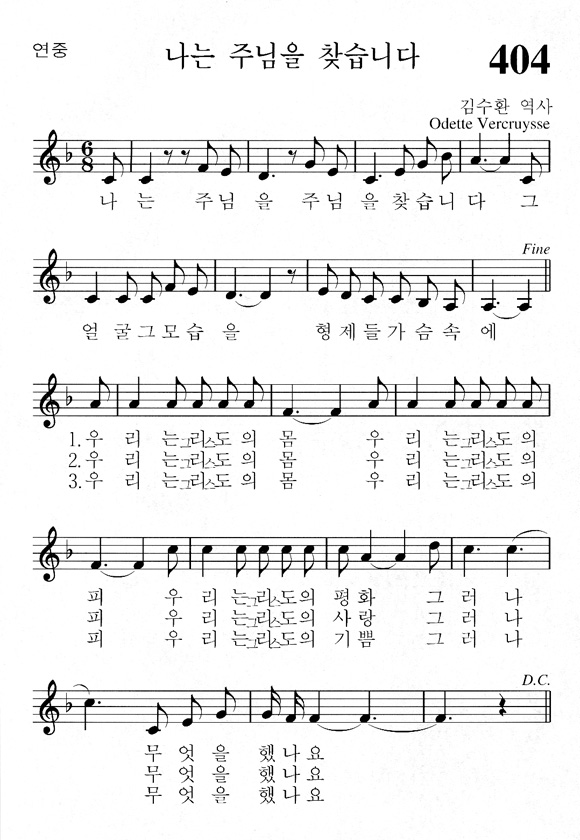 연중 나는 주님을 찾습니다 404
김수환 역사
Odette Vercruysse
나 는 주님 을 주님 을 찾습니 다 그
Fine
얼 굴그모습 을 형제들가슴속 에
1.우 리 는그리스도의 몸 우 리 는그리스도의
2.우 리 는그리스도의 몸 우 리 는그리스도의
3.우 리 는그리스도의 몸 우 리 는그리스도의
피 우 리 는그리스도의 평화 그 러 나
피 우 리 는그리스도의 사랑 그 러 나
피 우 리 는그리스도의 기쁨 그 러 나
D.C.
무 엇 을 했나요
무 엇 을 했나요
무 엇 을 했나요